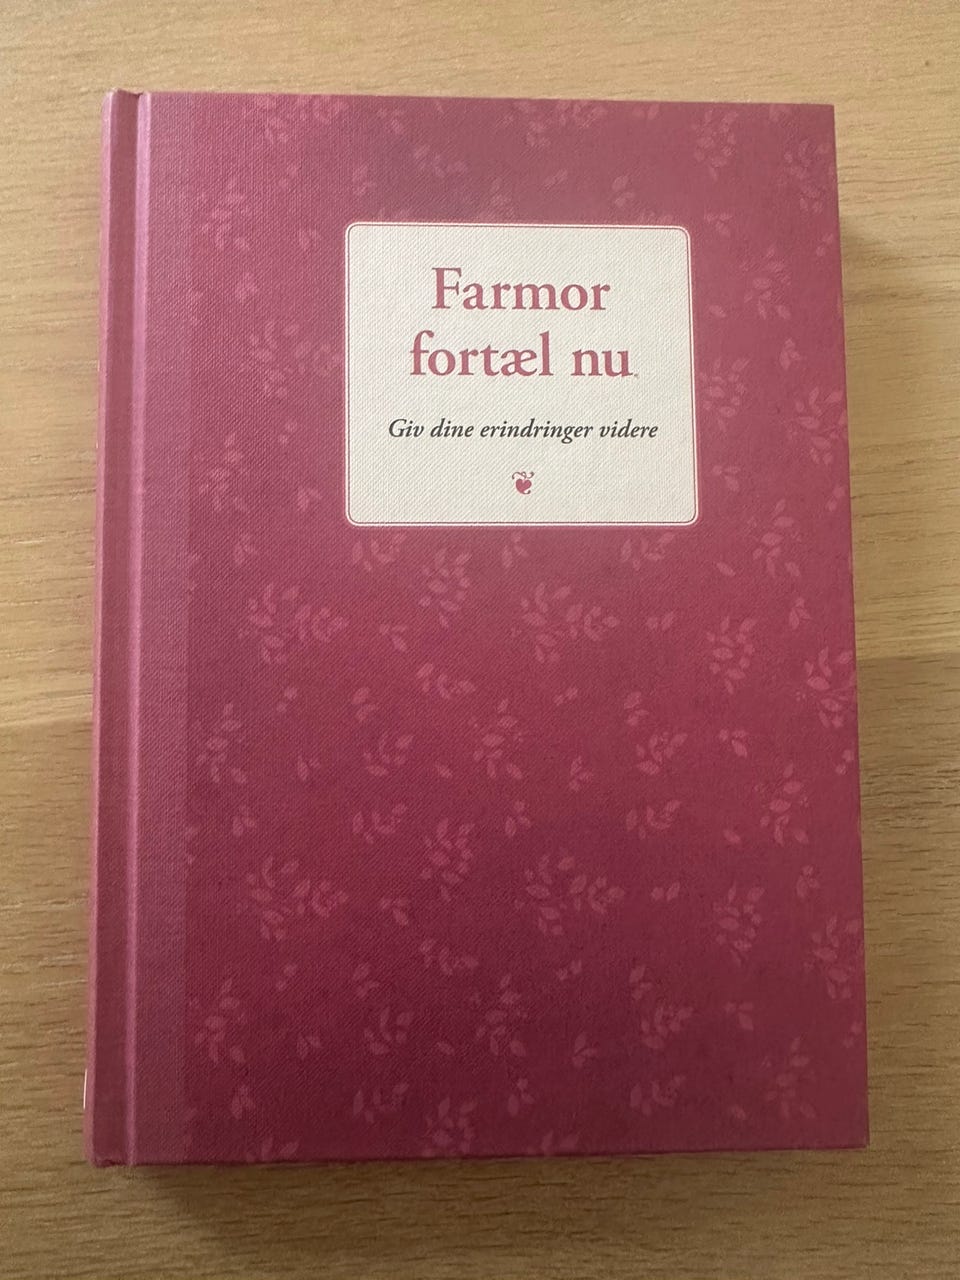 Farmor
fortæl nu
Giv dine erindringer videre